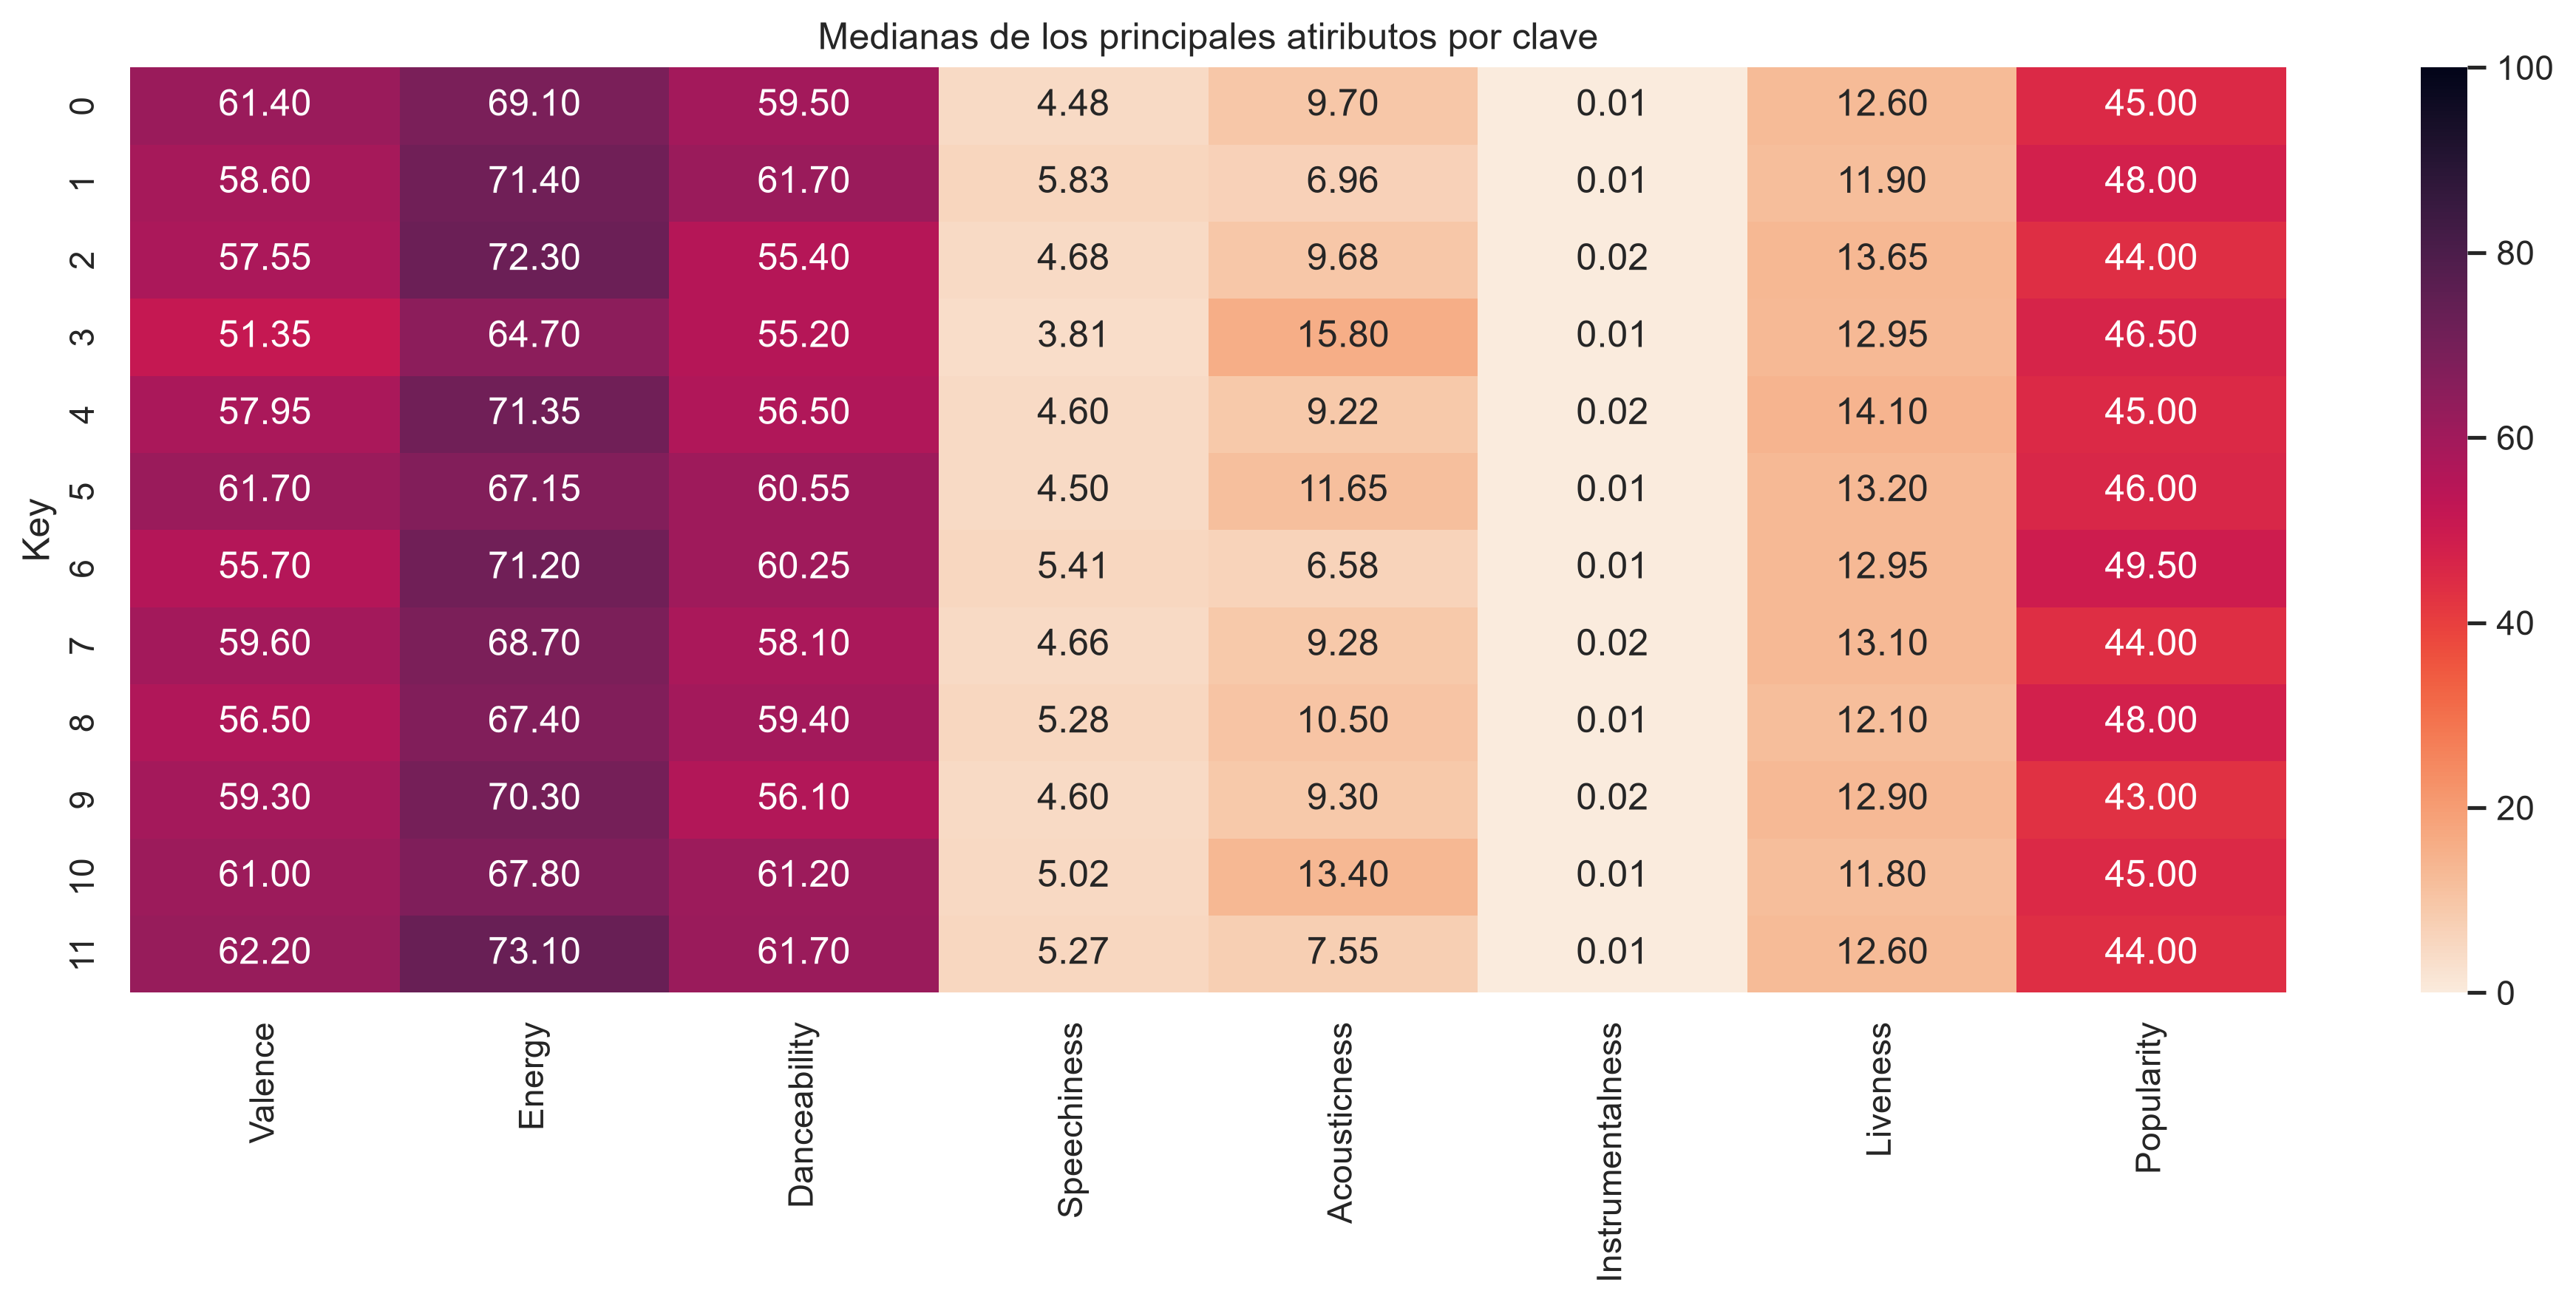 Medianas de los principales atiributos por clave
Key
0 61.40 69.10 59.50 4.48 9.70 0.01 12.60 45.00
1 58.60 71.40 61.70 5.83 6.96 0.01 11.90 48.00
2 57.55 72.30 55.40 4.68 9.68 0.02 13.65 44.00
3 51.35 64.70 55.20 3.81 15.80 0.01 12.95 46.50
4 57.95 71.35 56.50 4.60 9.22 0.02 14.10 45.00
5 61.70 67.15 60.55 4.50 11.65 0.01 13.20 46.00
6 55.70 71.20 60.25 5.41 6.58 0.01 12.95 49.50
7 59.60 68.70 58.10 4.66 9.28 0.02 13.10 44.00
8 56.50 67.40 59.40 5.28 10.50 0.01 12.10 48.00
9 59.30 70.30 56.10 4.60 9.30 0.02 12.90 43.00
10 61.00 67.80 61.20 5.02 13.40 0.01 11.80 45.00
11 62.20 73.10 61.70 5.27 7.55 0.01 12.60 44.00
Valence Energy Danceability Speechiness Acousticness Instrumentalness Liveness Popularity
100
80
60
40
20
0